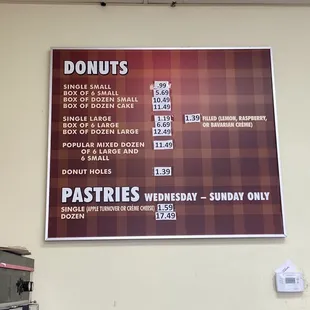 DONUTS
SINGLE SMALL .99
BOX OF 6 SMALL 5.69
BOX OF DOZEN SMALL 10.49
BOX OF DOZEN CAKE 11.49
SINGLE LARGE 1.19 1.39 FILLED (LEMON, RASPBERRY,
BOX OF 6 LARGE 6.69 OR BAVARIAN CRÈME)
BOX OF DOZEN LARGE 12.49
POPULAR MIXED DOZEN 11.49
OF 6 LARGE AND
6 SMALL
DONUT HOLES 1.39
PASTRIES WEDNESDAY – SUNDAY ONLY
SINGLE (APPLE TURNOVER OR CRÈME CHEESE) 1.59
DOZEN 17.49